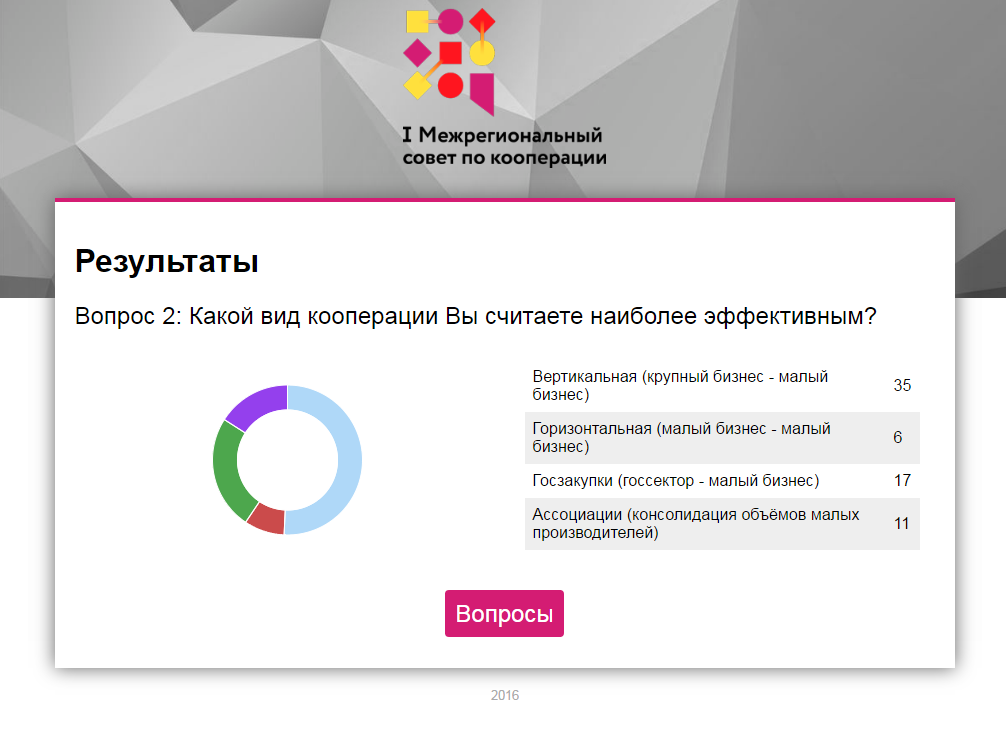 I Межрегиональный
совет по кооперации
Результаты
Вопрос 2: Какой вид кооперации Вы считаете наиболее эффективным?
Вертикальная (крупный бизнес - малый
бизнес)
35
Горизонтальная (малый бизнес - малый
бизнес)
6
Госзакупки (госсектор - малый бизнес)
17
Ассоциации (консолидация объёмов малых
производителей)
11
Вопросы
2016